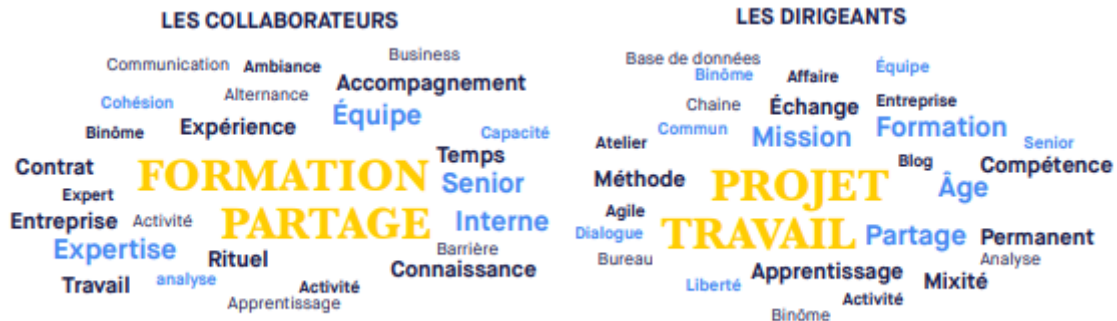 LES COLLABORATEURS
Communication Ambiance Business
Alternance Accompagnement
Cohésion Équipe
Binôme Expérience Capacité
Contrat FORMATION Temps
Expert Senior
Entreprise Activité PARTAGE Interne
Expertise Rituel Barrière
Travail analyse Activité Connaissance
Apprentissage
LES DIRIGEANTS
Base de données Équipe
Binôme Affaire
Chaine Échange Entreprise
Atelier Commun Mission Formation Senior
Méthode PROJET Blog Compétence
Âge
Agile
Dialogue TRAVAIL Partage Permanent
Bureau Apprentissage Analyse
Liberté Activité Mixité
Binôme